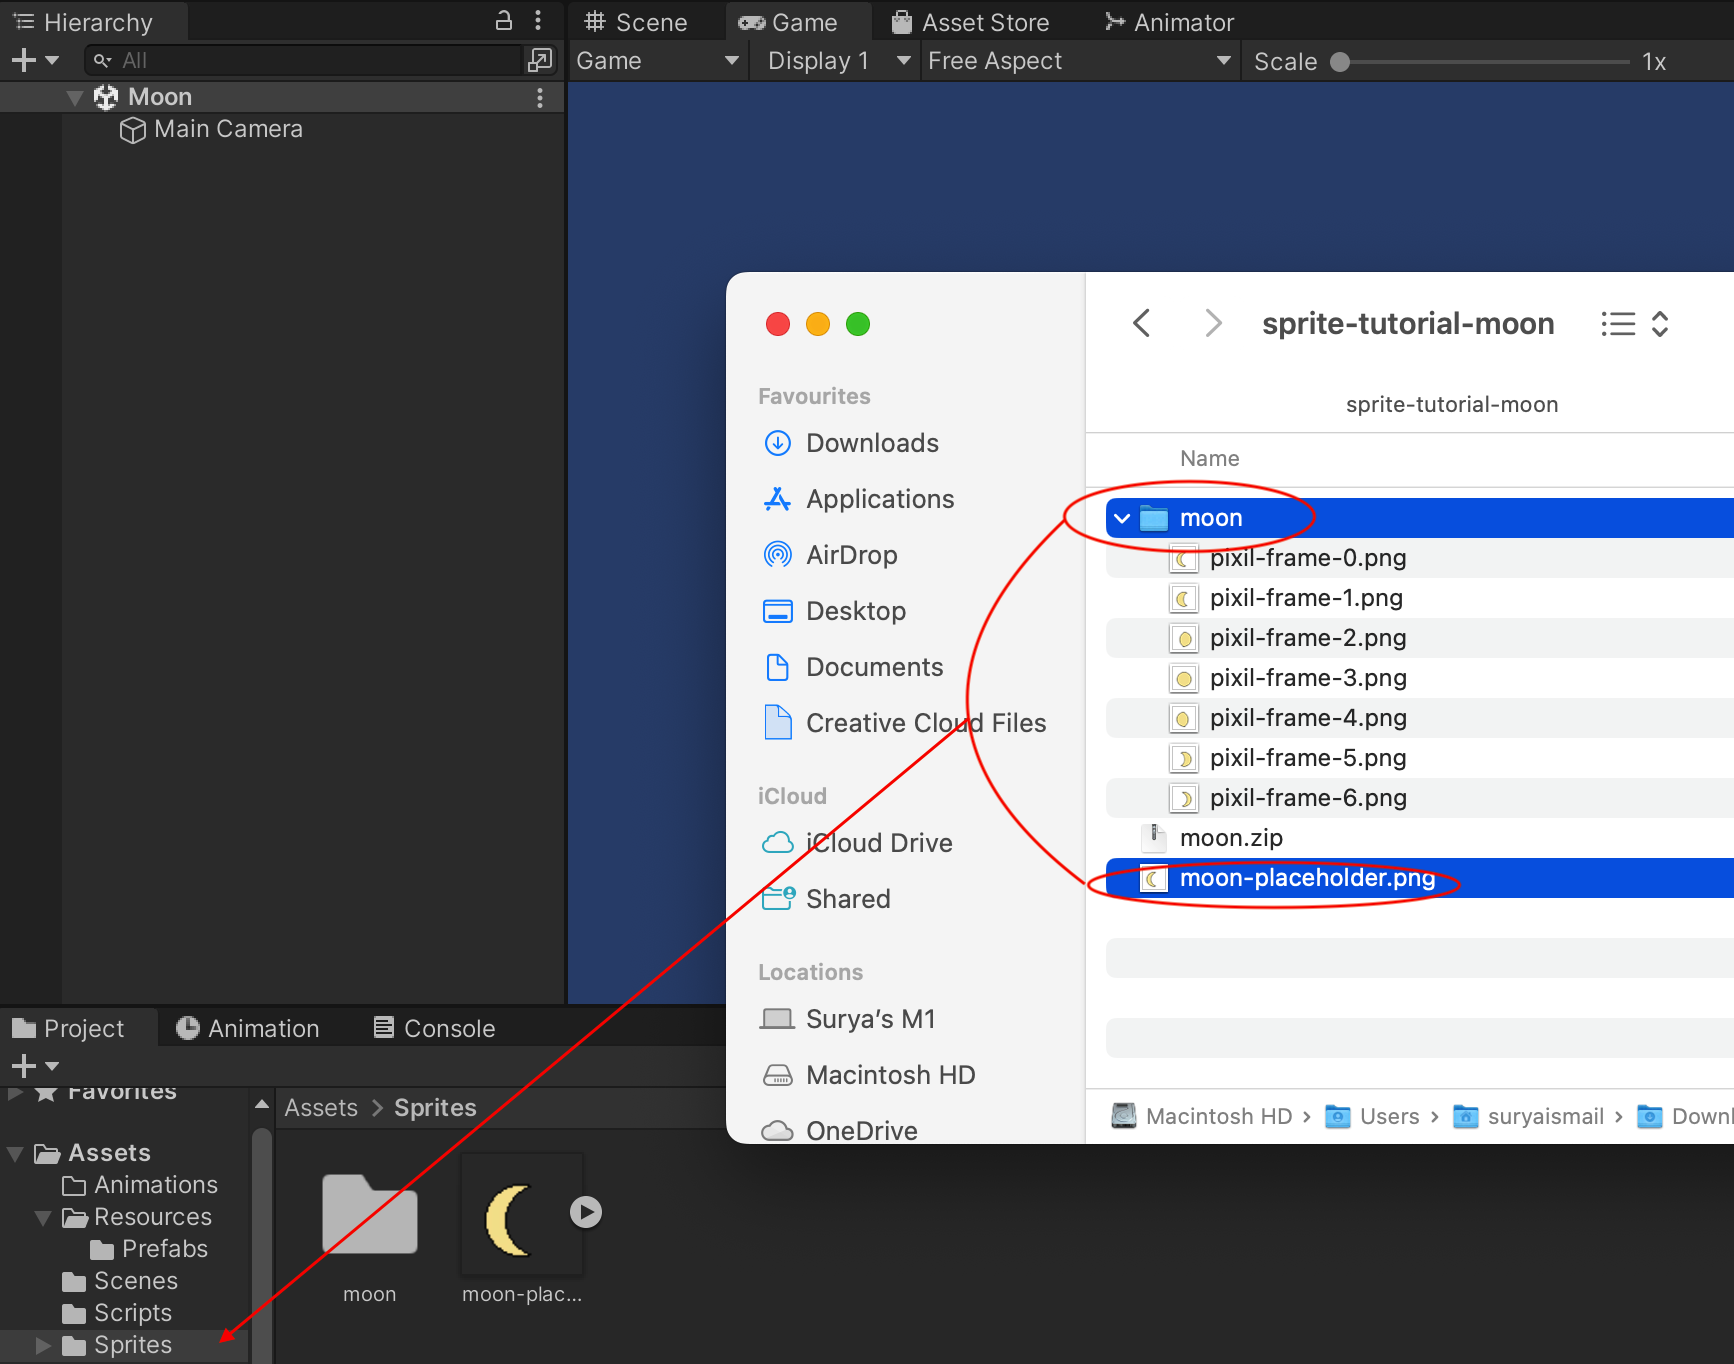 Hierarchy
All
Moon
Main Camera
Scene Game Asset Store Animator
Game Display 1 Free Aspect Scale 1x
sprite-tutorial-moon
sprite-tutorial-moon
Favourites
Downloads
Applications
AirDrop
Desktop
Documents
Creative Cloud Files
iCloud
iCloud Drive
Shared
Locations
Surya's M1
Macintosh HD
OneDrive
Name
moon
pixil-frame-0.png
pixil-frame-1.png
pixil-frame-2.png
pixil-frame-3.png
pixil-frame-4.png
pixil-frame-5.png
pixil-frame-6.png
moon.zip
moon-placeholder.png
Macintosh HD › Users › suryaismail › Downl
Project Animation Console
Favorites
Assets
Animations
Resources
Prefabs
Scenes
Scripts
Sprites
Assets > Sprites
moon moon-plac...